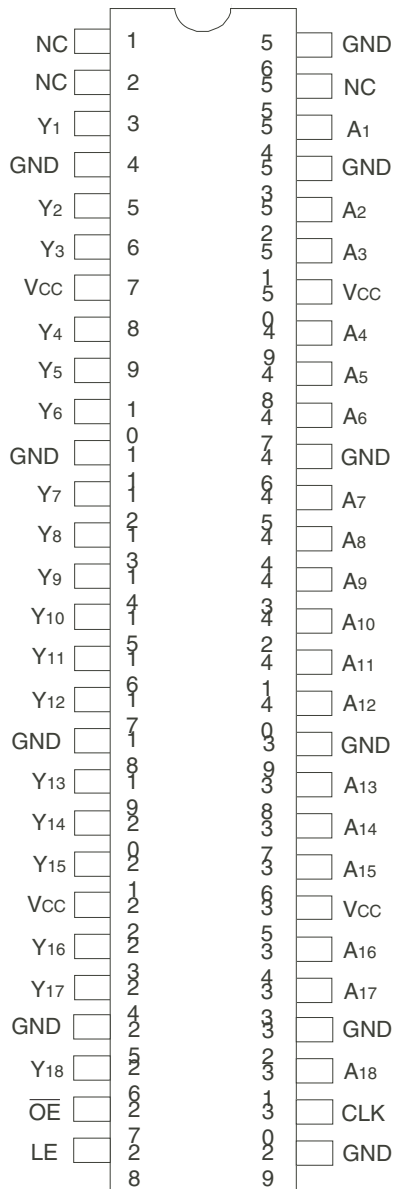 NC 1 56 GND
NC 2 55 NC
Y1 3 54 A1
GND 4 53 GND
Y2 5 52 A2
Y3 6 51 A3
VCC 7 50 VCC
Y4 8 49 A4
Y5 9 48 A5
Y6 10 47 A6
GND 11 46 GND
Y7 12 45 A7
Y8 13 44 A8
Y9 14 43 A9
Y10 15 42 A10
Y11 16 41 A11
Y12 17 40 A12
GND 18 39 GND
Y13 19 38 A13
Y14 20 37 A14
Y15 21 36 A15
VCC 22 35 VCC
Y16 23 34 A16
Y17 24 33 A17
GND 25 32 GND
Y18 26 31 A18
O̅E̅ 27 30 CLK
LE 28 29 GND